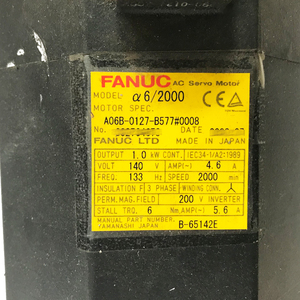 FANUC AC Servo Motor
MODEL α6/2000
MOTOR SPEC.
A06B-0127-B577#0008
No. DATE
FANUC LTD MADE IN JAPAN
OUTPUT 1.0 kW CONT. IEC34-1/A2:1989
VOLT 140 V AMP(~) 4.6 A
FREQ. 133 Hz SPEED 2000 min⁻¹
INSULATION F 3 PHASE WINDING CONN.
PERM.MAG.FIELD 200 V INVERTER
STALL TRQ. 6 Nm.AMP(~) 5.6 A
MANUAL PART NUMBER B-65142E
YAMANASHI JAPAN